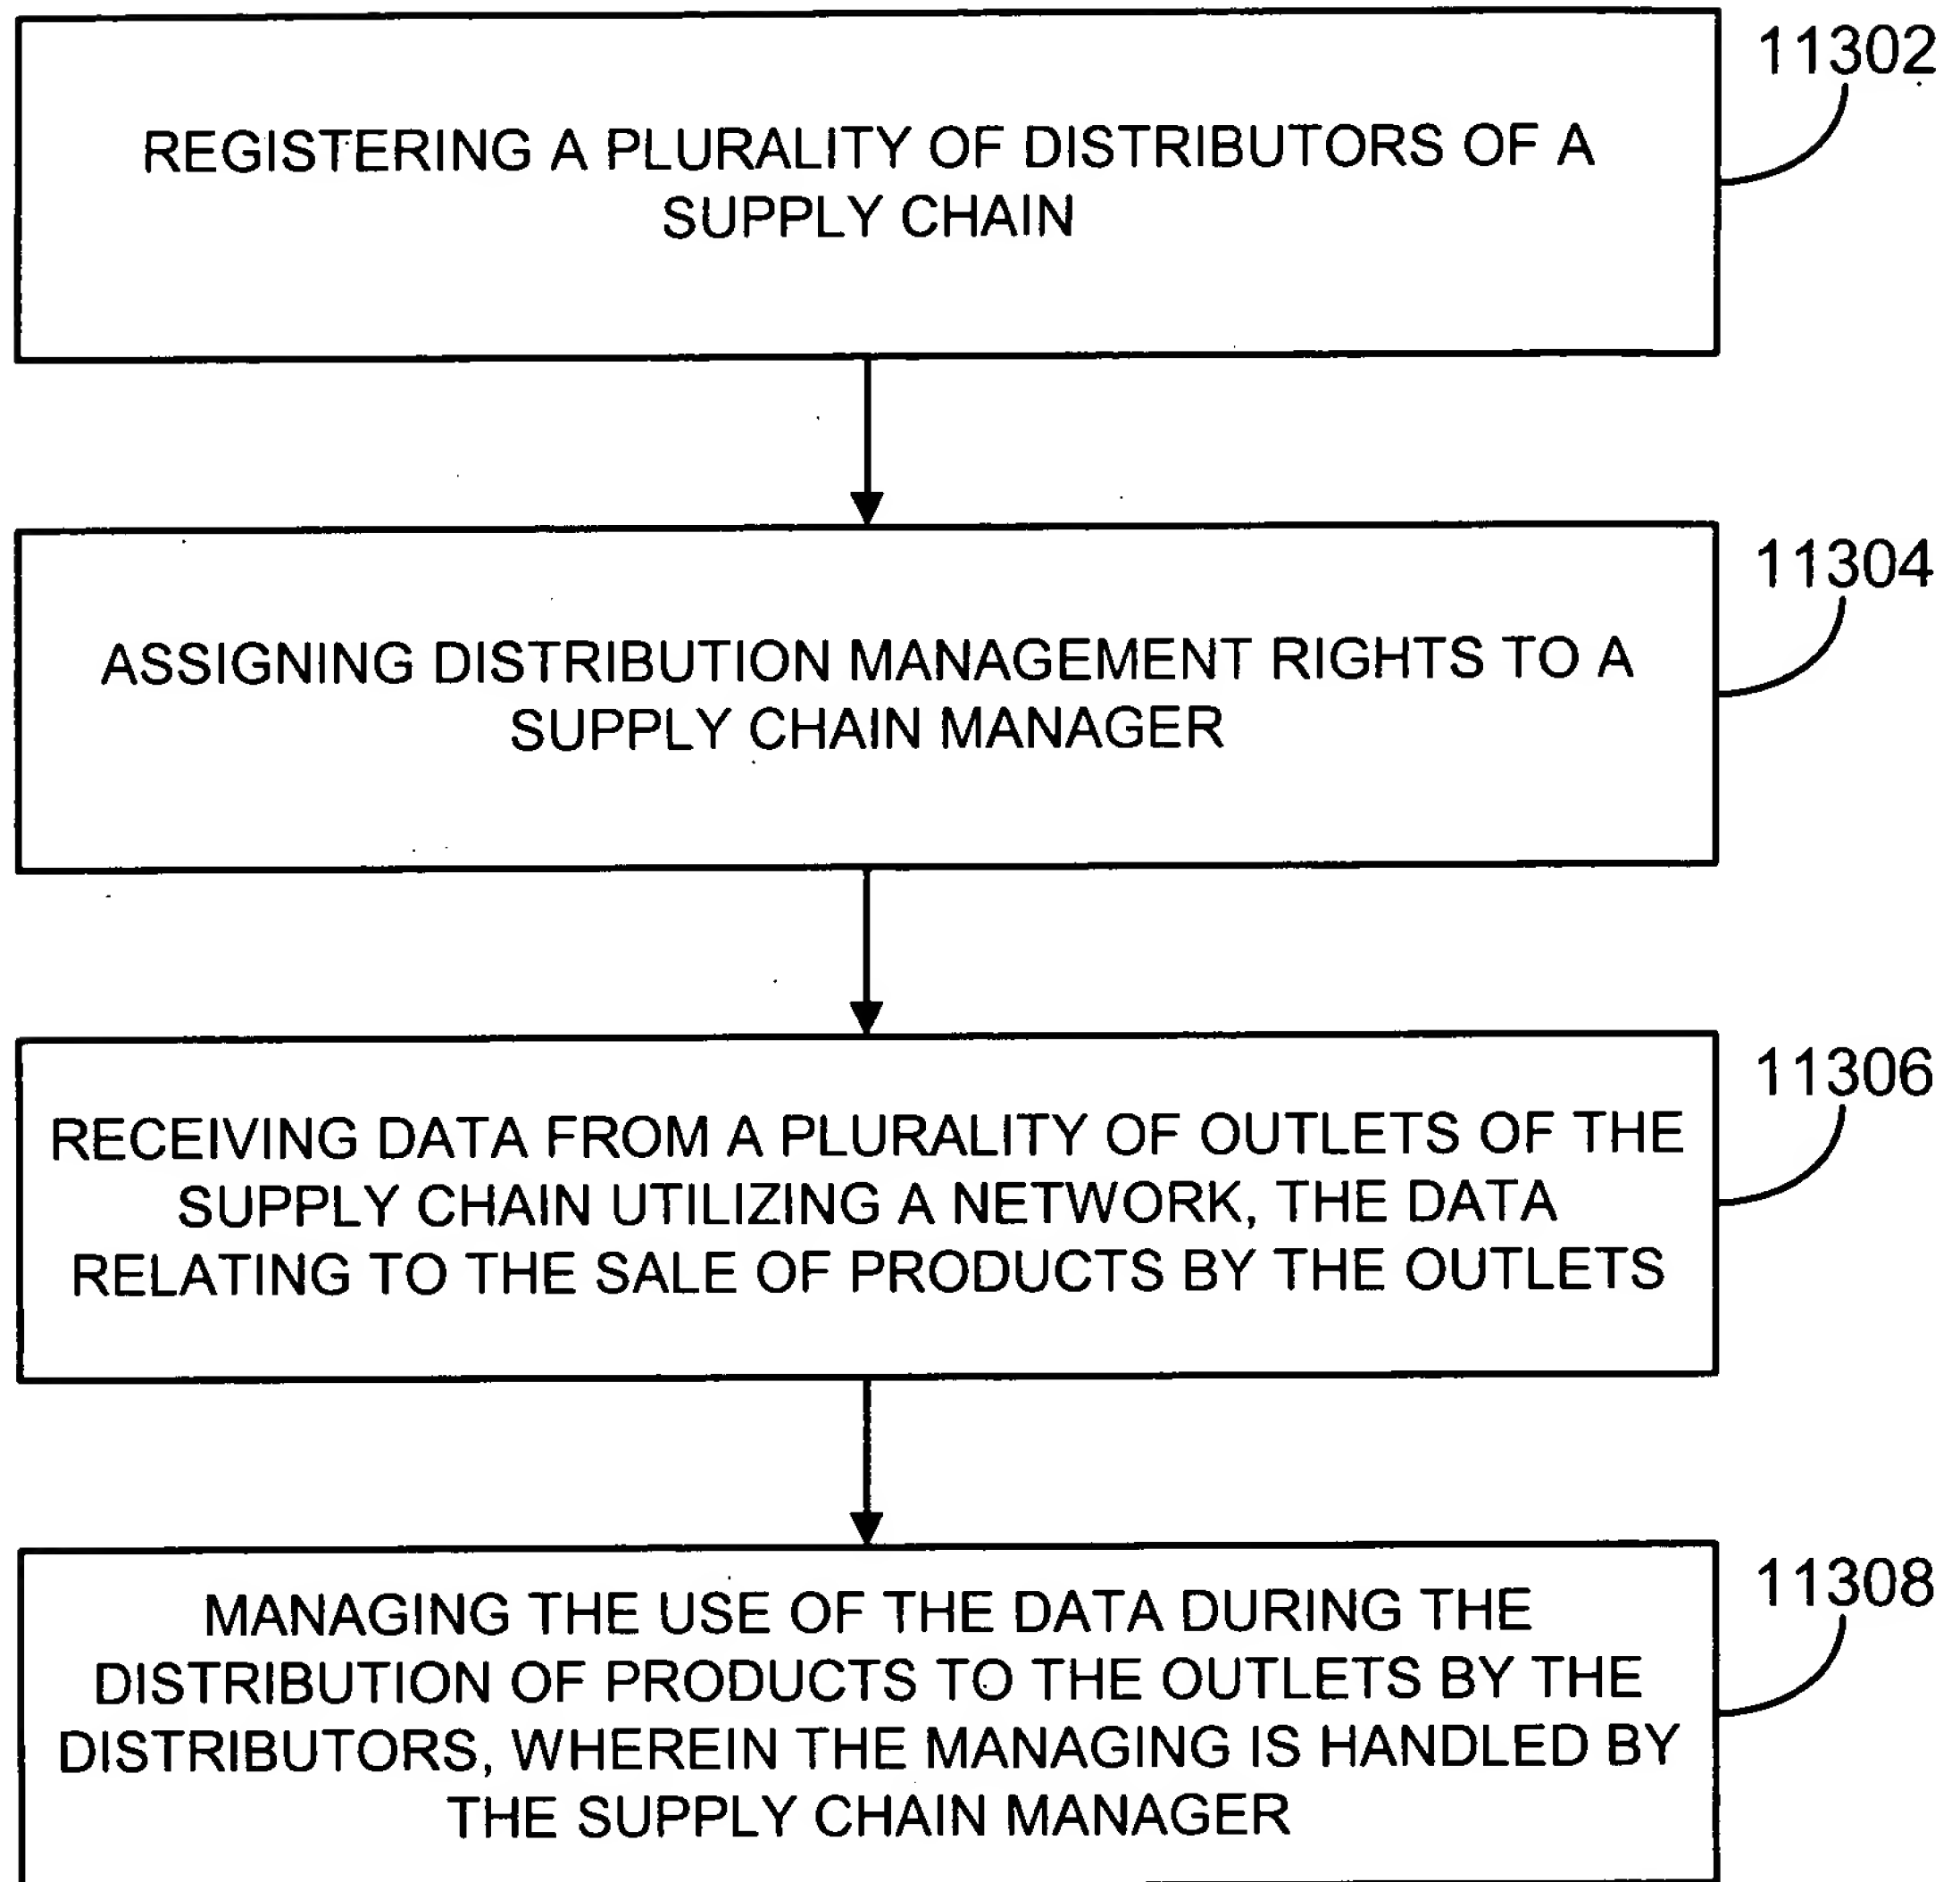 11302
REGISTERING A PLURALITY OF DISTRIBUTORS OF A
SUPPLY CHAIN
11304
ASSIGNING DISTRIBUTION MANAGEMENT RIGHTS TO A
SUPPLY CHAIN MANAGER
11306
RECEIVING DATA FROM A PLURALITY OF OUTLETS OF THE
SUPPLY CHAIN UTILIZING A NETWORK, THE DATA
RELATING TO THE SALE OF PRODUCTS BY THE OUTLETS
11308
MANAGING THE USE OF THE DATA DURING THE
DISTRIBUTION OF PRODUCTS TO THE OUTLETS BY THE
DISTRIBUTORS, WHEREIN THE MANAGING IS HANDLED BY
THE SUPPLY CHAIN MANAGER